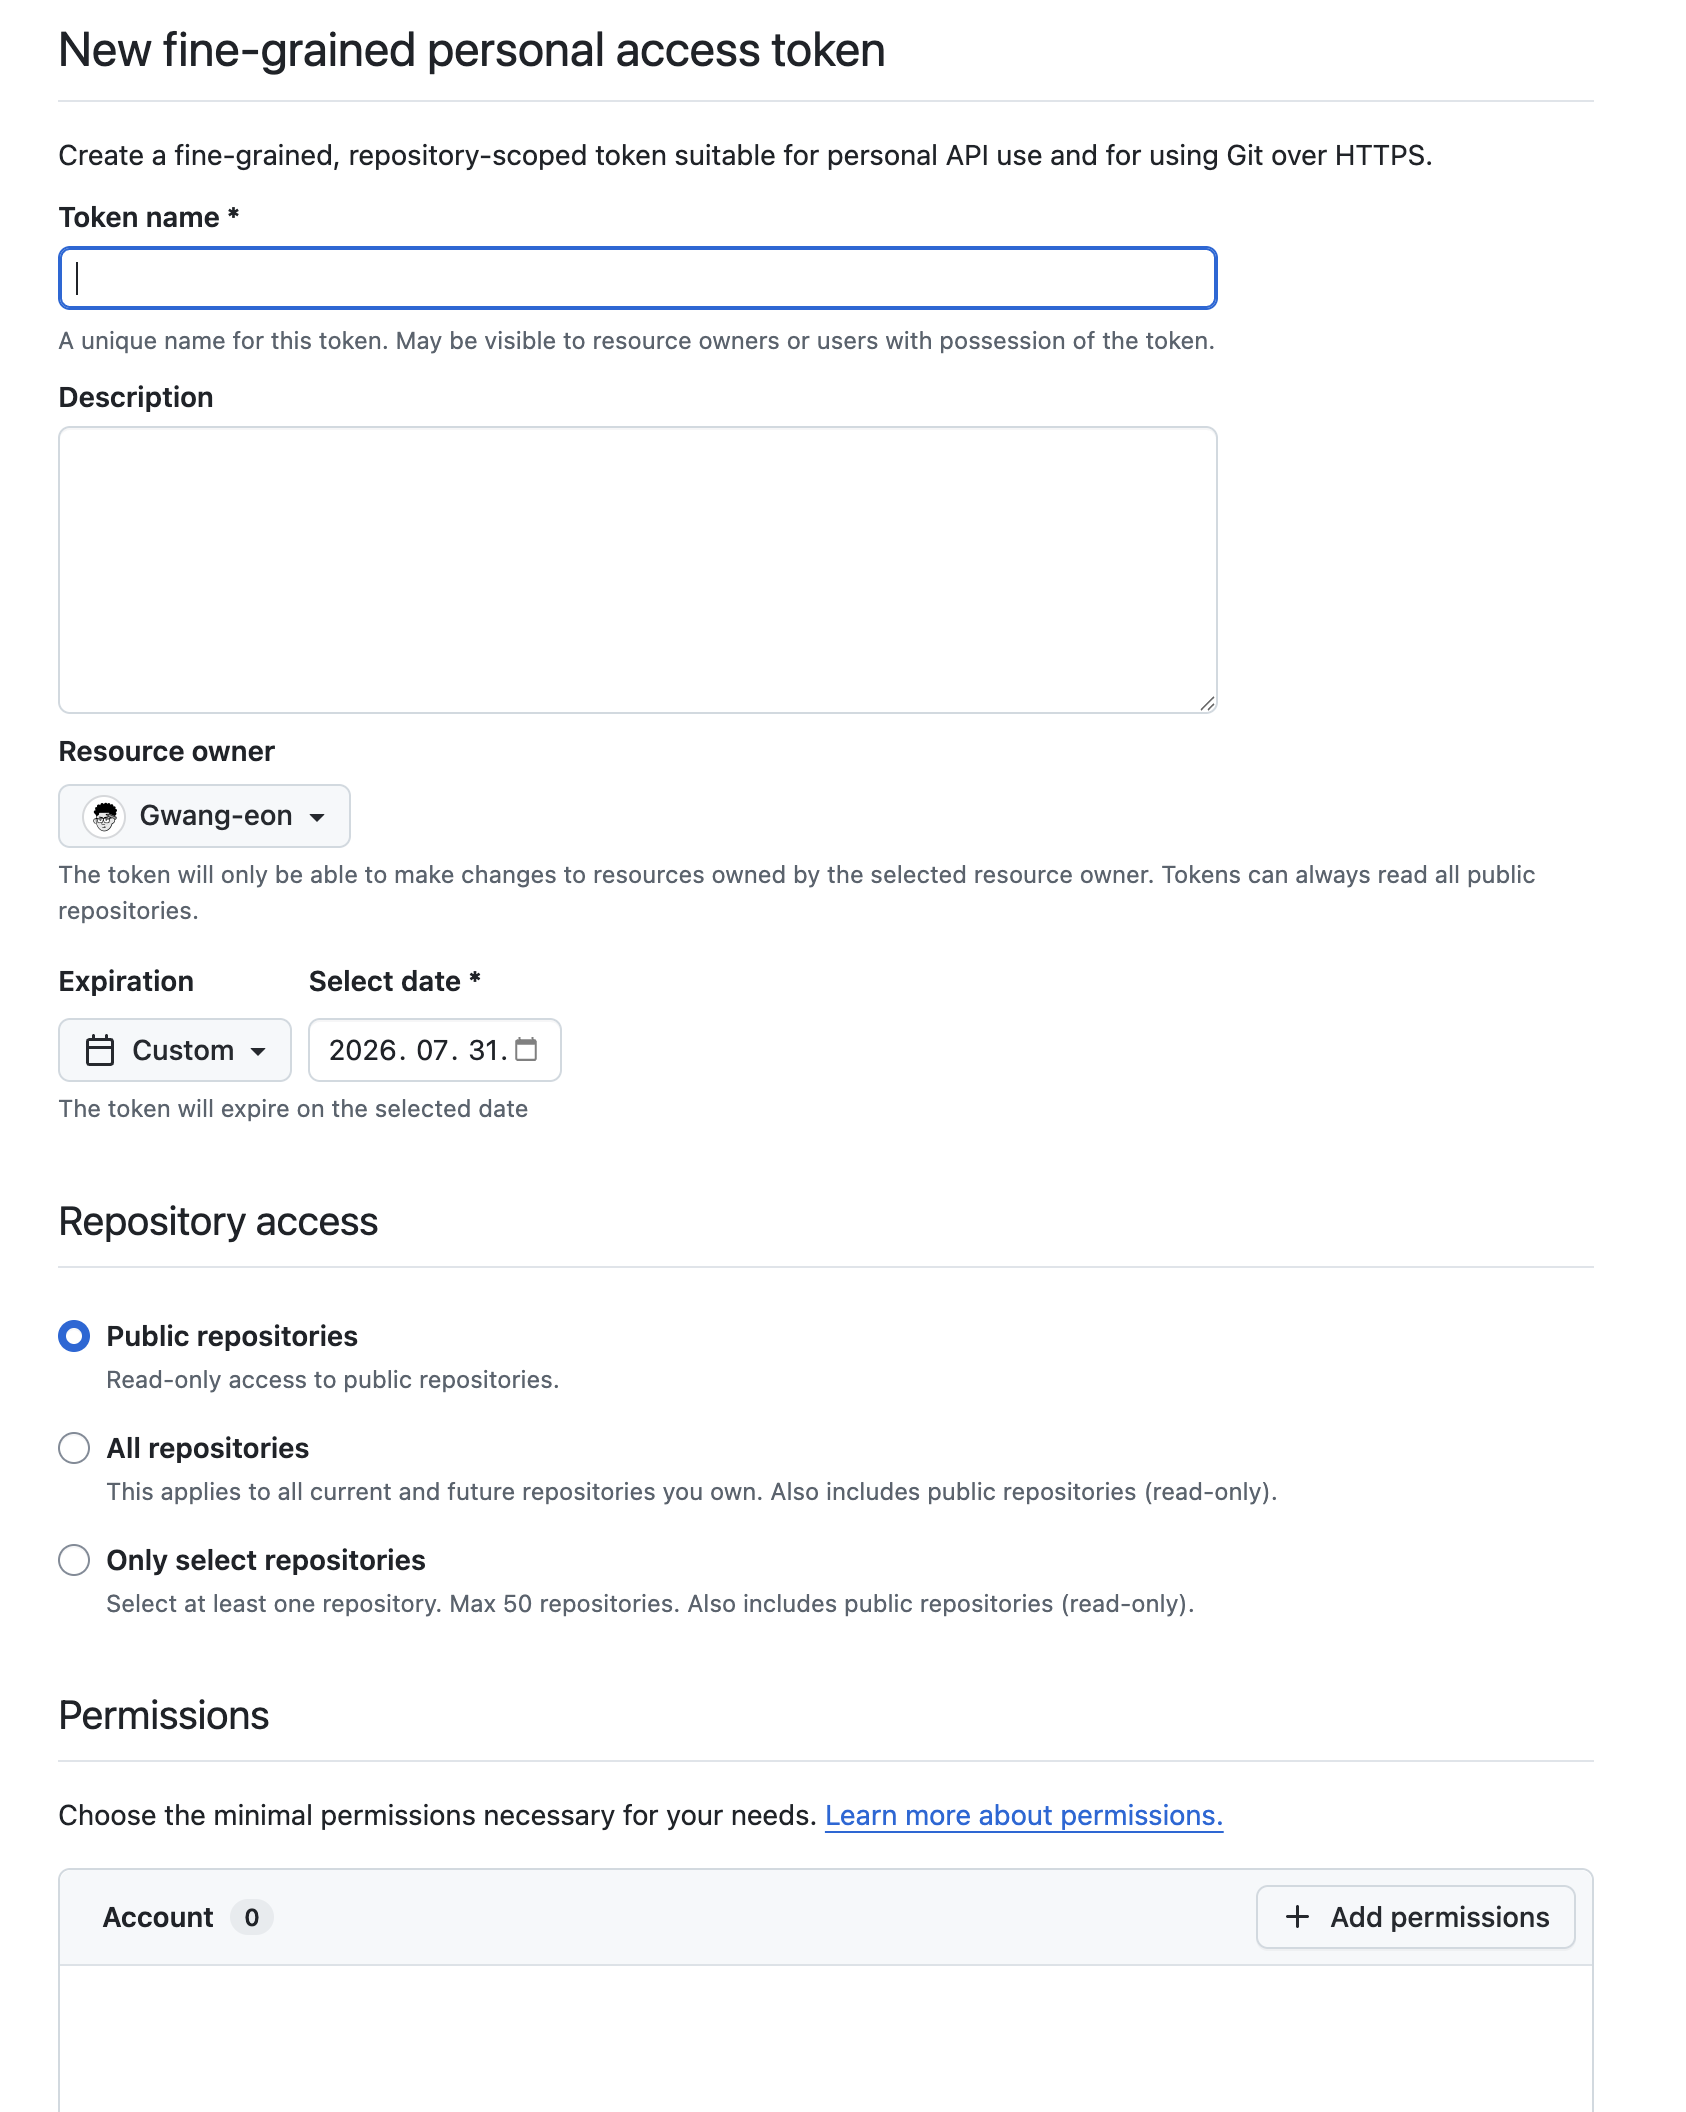 New fine-grained personal access token
Create a fine-grained, repository-scoped token suitable for personal API use and for using Git over HTTPS.
Token name *
A unique name for this token. May be visible to resource owners or users with possession of the token.
Description
Resource owner
Gwang-eon
The token will only be able to make changes to resources owned by the selected resource owner. Tokens can always read all public
repositories.
Expiration Select date *
Custom 2026. 07. 31.
The token will expire on the selected date
Repository access
Public repositories
Read-only access to public repositories.
All repositories
This applies to all current and future repositories you own. Also includes public repositories (read-only).
Only select repositories
Select at least one repository. Max 50 repositories. Also includes public repositories (read-only).
Permissions
Choose the minimal permissions necessary for your needs. Learn more about permissions.
Account 0 + Add permissions